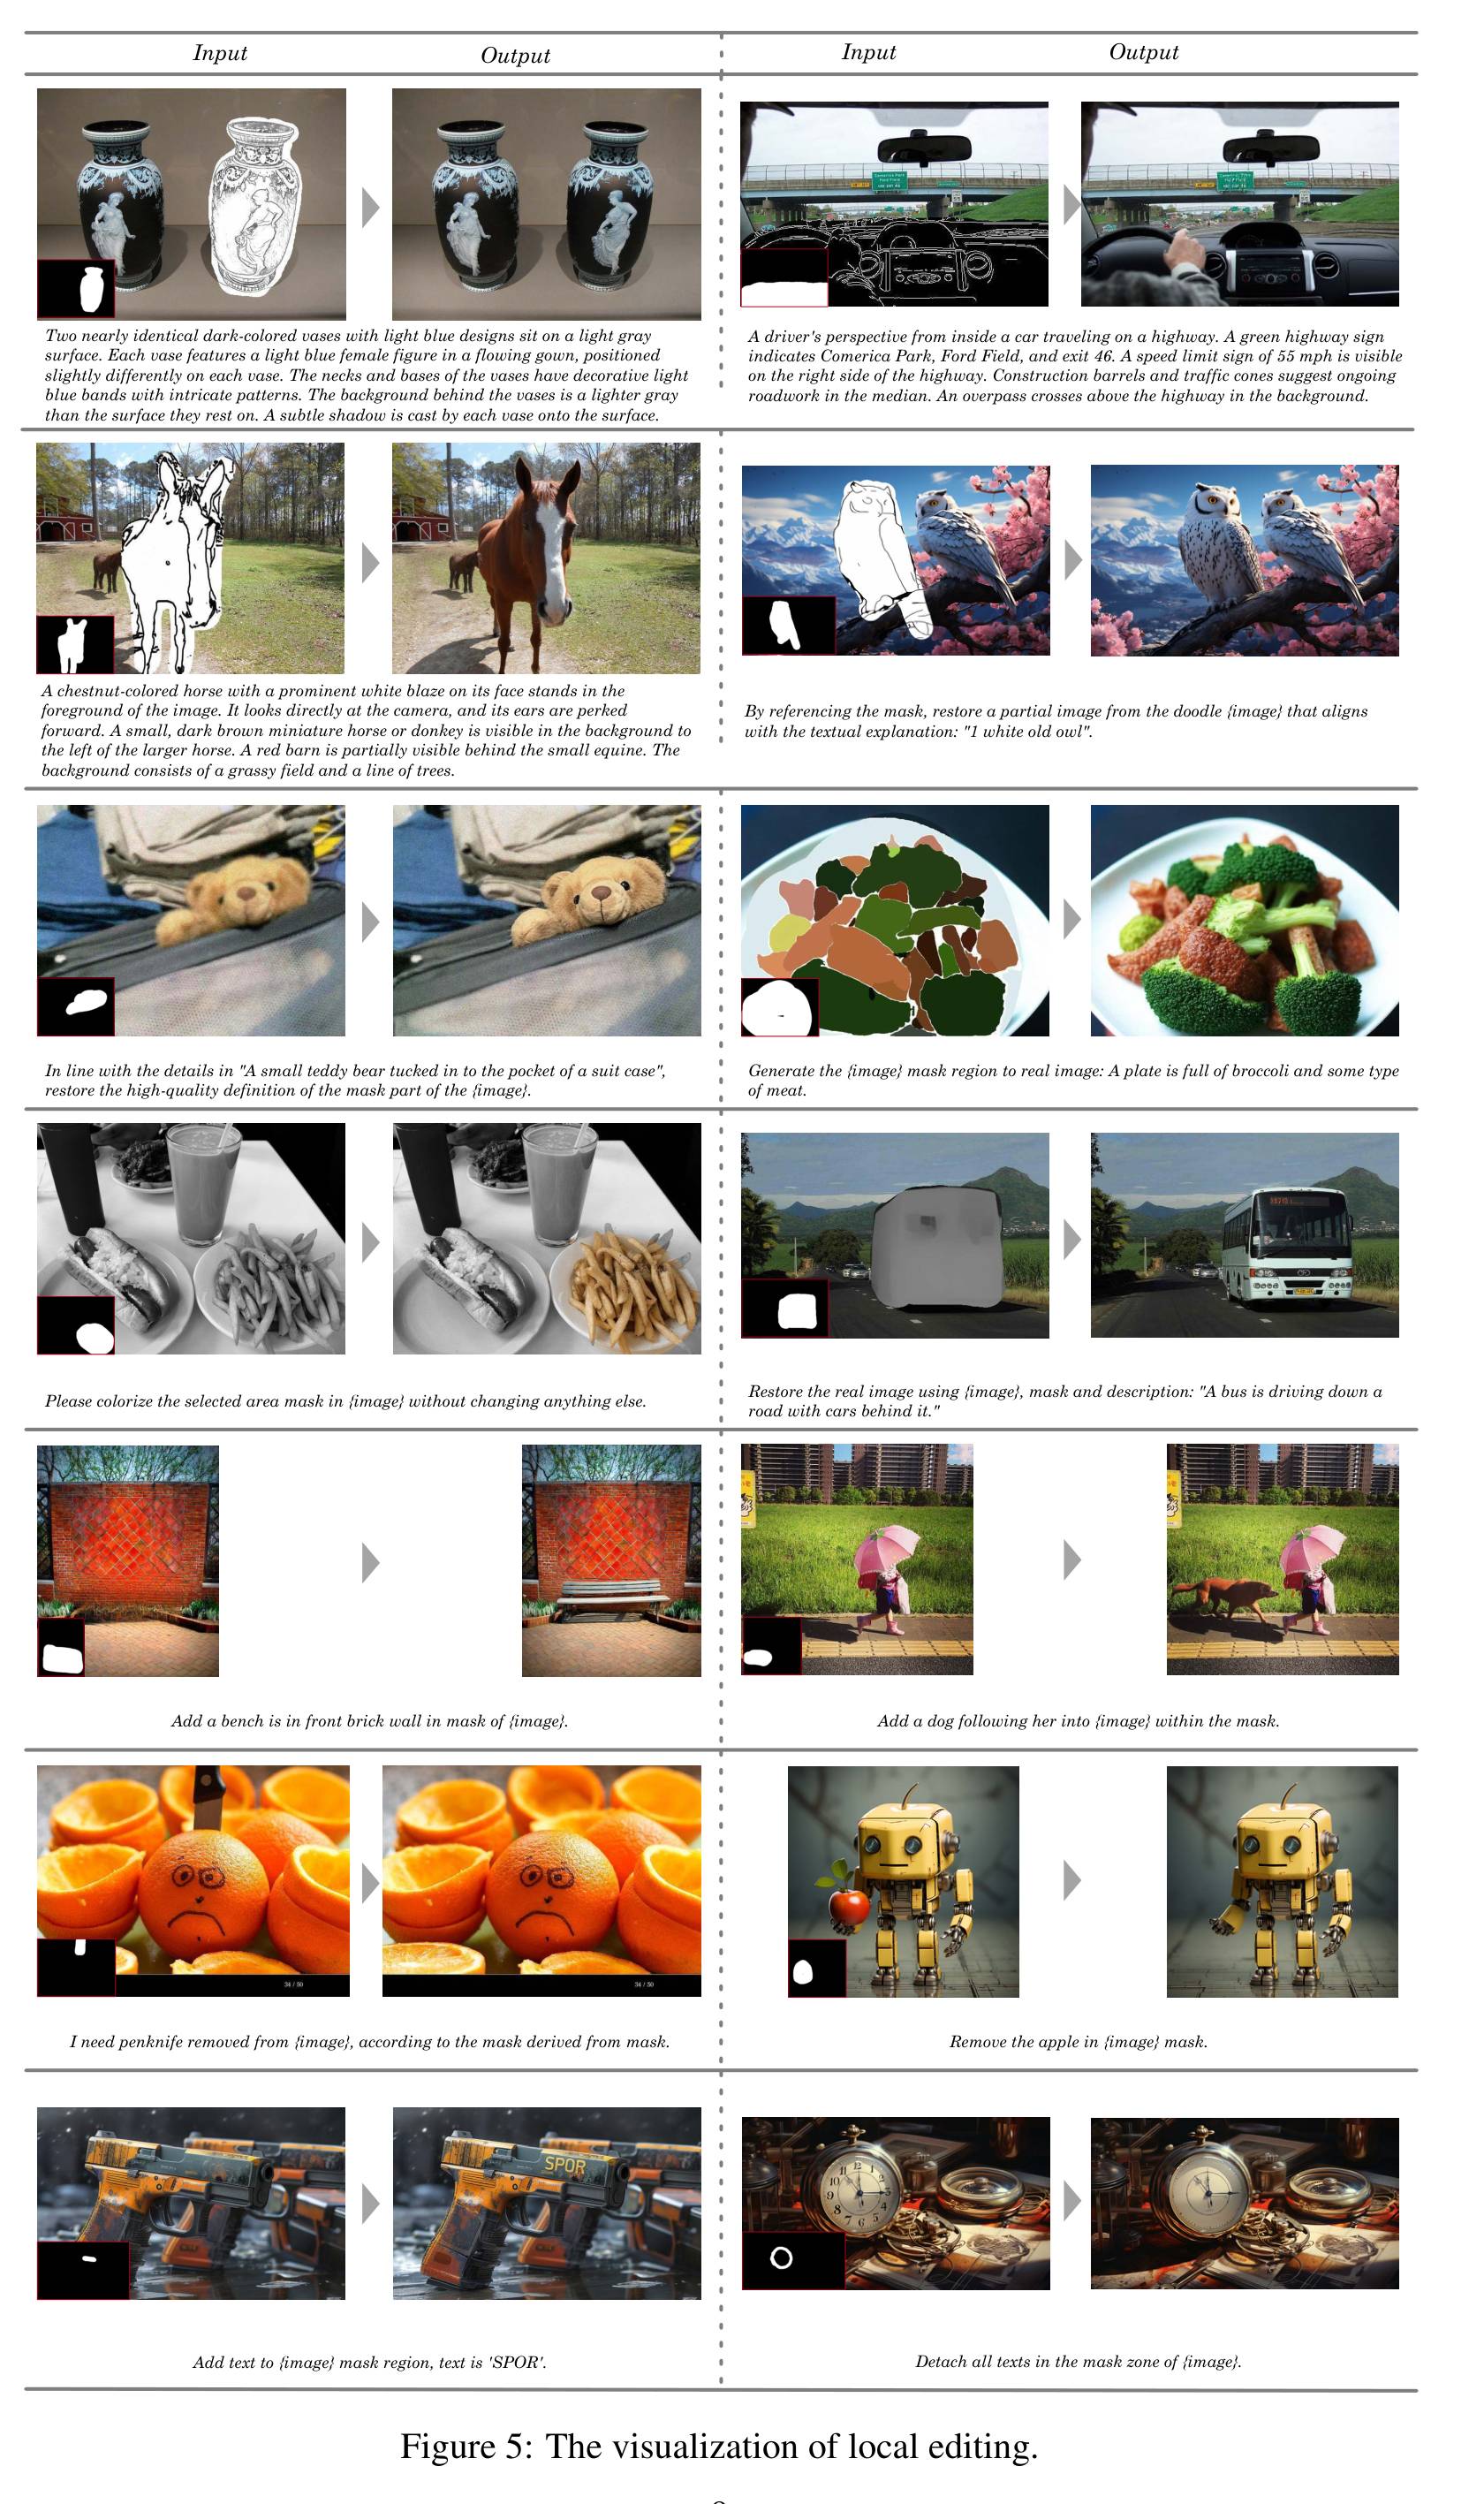 Input
Output
Input
Output
Two nearly identical dark-colored vases with light blue designs sit on a light gray
surface. Each vase features a light blue female figure in a flowing gown, positioned
slightly differently on each vase. The necks and bases of the vases have decorative light
blue bands with intricate patterns. The background behind the vases is a lighter gray
than the surface they rest on. A subtle shadow is cast by each vase onto the surface.
A driver's perspective from inside a car traveling on a highway. A green highway sign
indicates Comerica Park, Ford Field, and exit 46. A speed limit sign of 55 mph is visible
on the right side of the highway. Construction barrels and traffic cones suggest ongoing
roadwork in the median. An overpass crosses above the highway in the background.
A chestnut-colored horse with a prominent white blaze on its face stands in the
foreground of the image. It looks directly at the camera, and its ears are perked
forward. A small, dark brown miniature horse or donkey is visible in the background to
the left of the larger horse. A red barn is partially visible behind the small equine. The
background consists of a grassy field and a line of trees.
By referencing the mask, restore a partial image from the doodle {image} that aligns
with the textual explanation: "1 white old owl".
In line with the details in "A small teddy bear tucked in to the pocket of a suit case",
restore the high-quality definition of the mask part of the {image}.
Generate the {image} mask region to real image: A plate is full of broccoli and some type
of meat.
Please colorize the selected area mask in {image} without changing anything else.
Restore the real image using {image}, mask and description: "A bus is driving down a
road with cars behind it."
Add a bench is in front brick wall in mask of {image}.
Add a dog following her into {image} within the mask.
34 / 50
34 / 50
I need penknife removed from {image}, according to the mask derived from mask.
Remove the apple in {image} mask.
SPOR
Add text to {image} mask region, text is 'SPOR'.
Detach all texts in the mask zone of {image}.
Figure 5: The visualization of local editing.